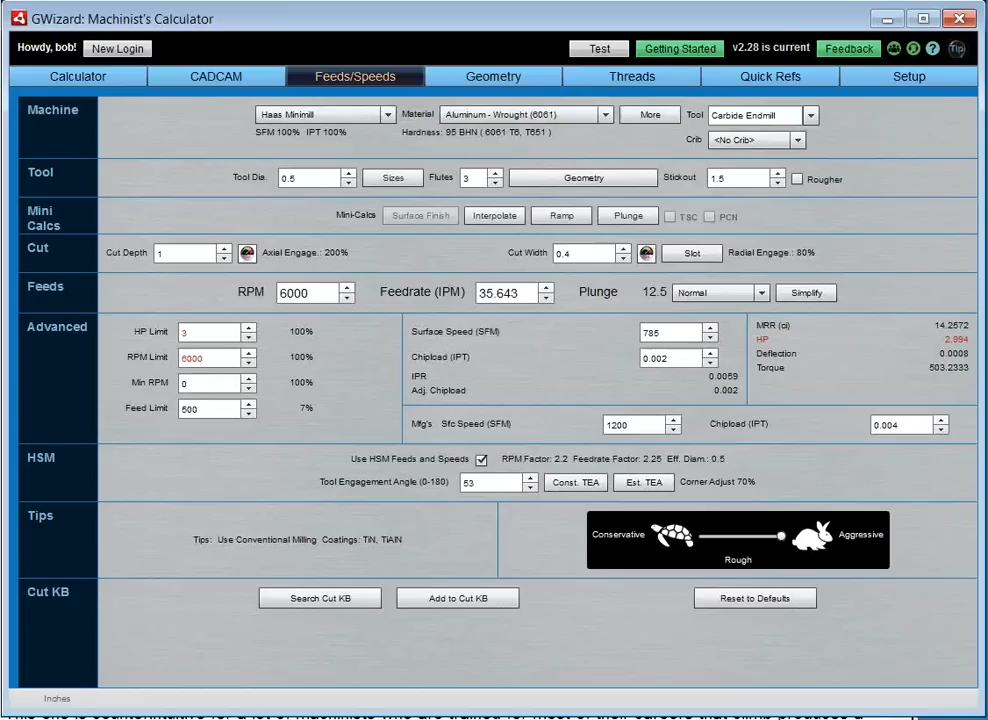 GWizard: Machinist's Calculator
Howdy, bob! New Login Test Getting Started v2.28 is current Feedback ? Tip
Calculator CADCAM Feeds/Speeds Geometry Threads Quick Refs Setup
Machine Haas Minimill Material Aluminum - Wrought (6061) More Tool Carbide Endmill
SFM 100% IPT 100% Hardness: 95 BHN ( 6061 T6, T651 ) Crib <No Crib>
Tool Tool Dia. 0.5 Sizes Flutes 3 Geometry Stickout 1.5 Rougher
Mini Calcs Mini-Calcs Surface Finish Interpolate Ramp Plunge TSC PCN
Cut Cut Depth 1 Axial Engage.: 200% Cut Width 0.4 Slot Radial Engage.: 80%
Feeds RPM 6000 Feedrate (IPM) 35.643 Plunge 12.5 Normal Simplify
Advanced
HP Limit 3 100%
RPM Limit 6000 100%
Min RPM 0 100%
Feed Limit 500 7%
Surface Speed (SFM) 785
Chipload (IPT) 0.002
IPR 0.0059
Adj. Chipload 0.002
MRR (ci) 14.2572
HP 2.994
Deflection 0.0008
Torque 503.2333
Mfg's Sfc Speed (SFM) 1200 Chipload (IPT) 0.004
HSM Use HSM Feeds and Speeds RPM Factor: 2.2 Feedrate Factor: 2.25 Eff. Diam.: 0.5
Tool Engagement Angle (0-180) 53 Const. TEA Est. TEA Corner Adjust 70%
Tips
Tips: Use Conventional Milling Coatings: TiN, TiAlN
Conservative Aggressive
Rough
Cut KB Search Cut KB Add to Cut KB Reset to Defaults
Inches